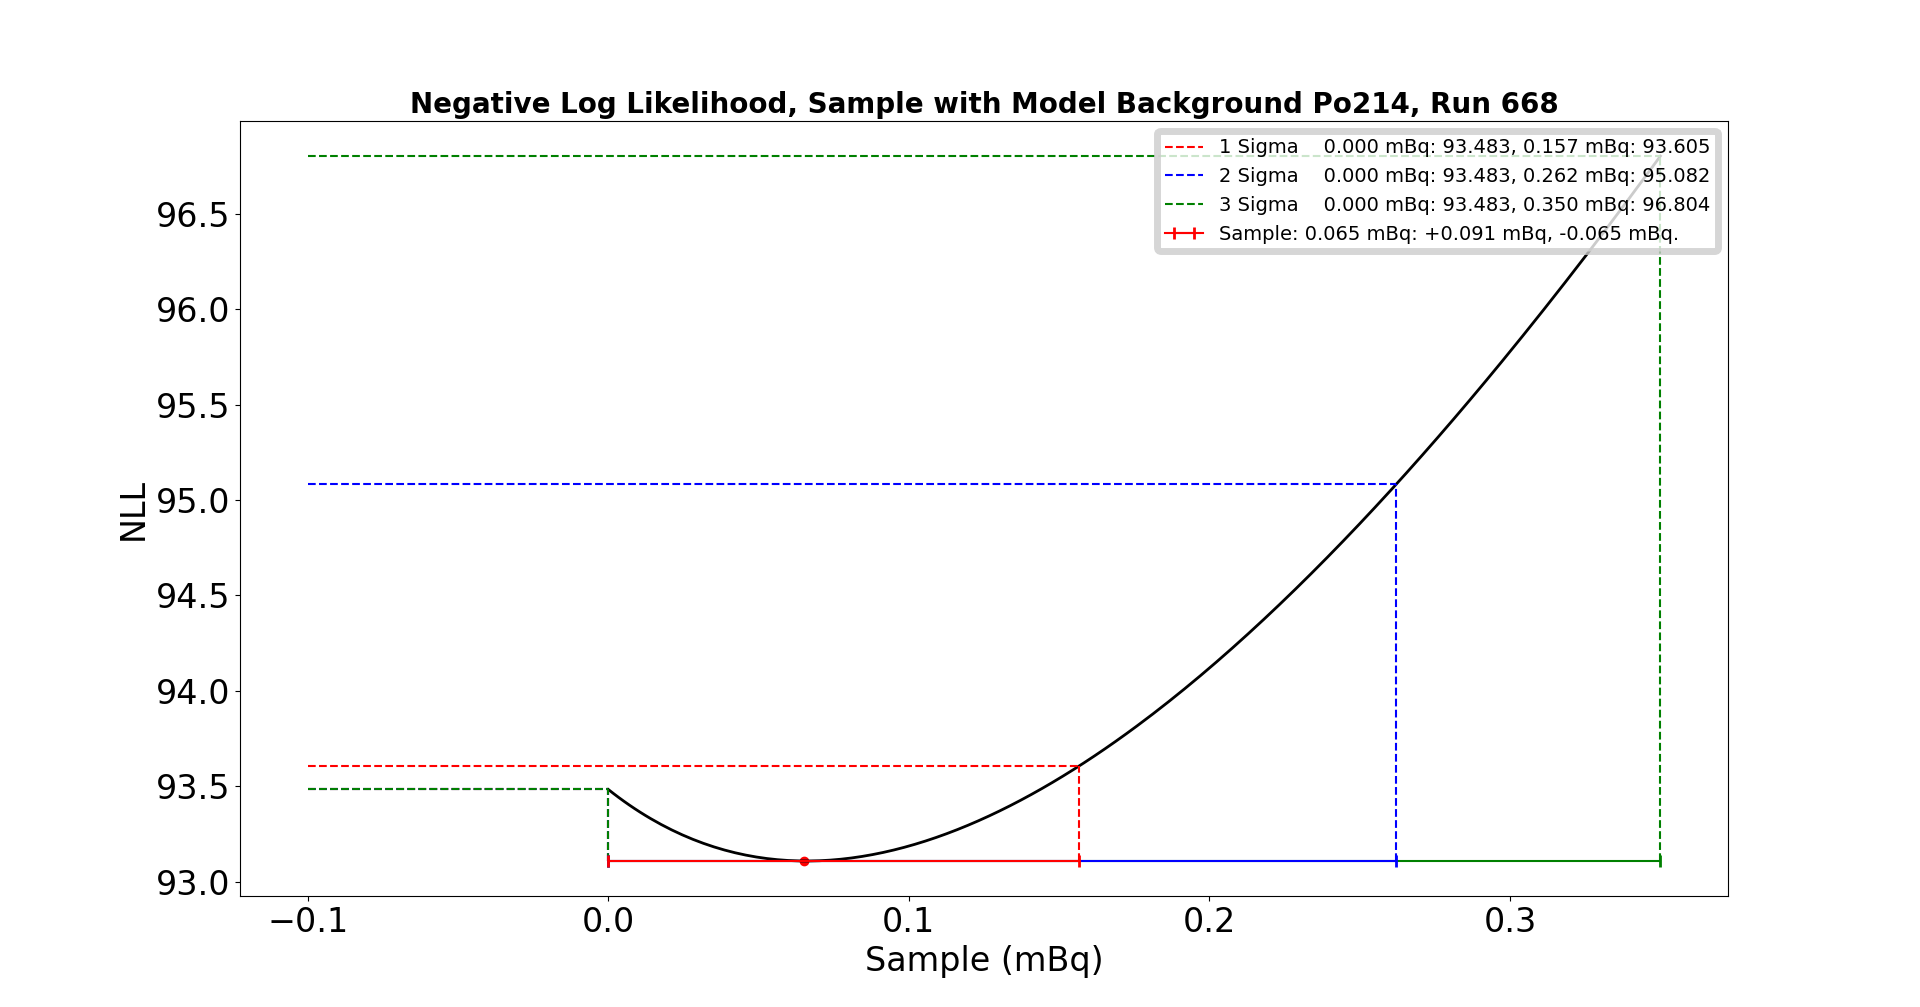 Negative Log Likelihood, Sample with Model Background Po214, Run 668
1 Sigma    0.000 mBq: 93.483, 0.157 mBq: 93.605
2 Sigma    0.000 mBq: 93.483, 0.262 mBq: 95.082
3 Sigma    0.000 mBq: 93.483, 0.350 mBq: 96.804
Sample: 0.065 mBq: +0.091 mBq, -0.065 mBq.
NLL
96.5
96.0
95.5
95.0
94.5
94.0
93.5
93.0
−0.1 0.0 0.1 0.2 0.3
Sample (mBq)